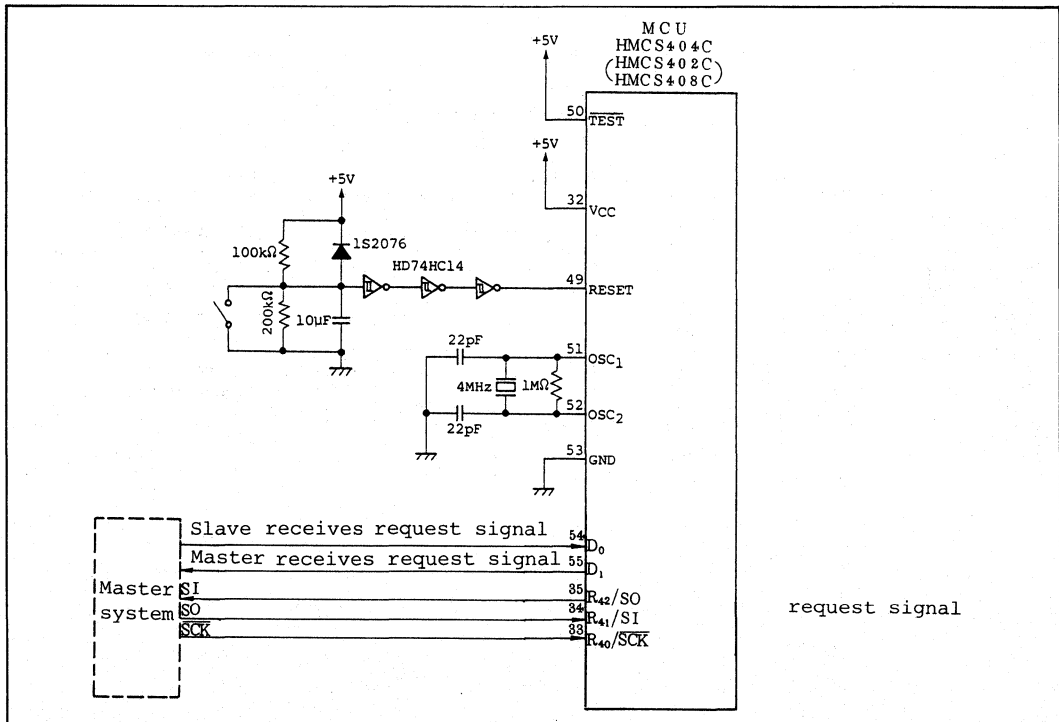 MCU
HMCS404C
(HMCS402C
HMCS408C)
+5V
50
TEST
+5V
32
VCC
+5V
100kΩ
1S2076
HD74HC14
49
RESET
200kΩ
10μF
22pF
51
OSC1
4MHz
1MΩ
52
OSC2
22pF
53
GND
Slave receives request signal
54
D0
Master receives request signal
55
D1
Master
system
SI
35
R42/SO
SO
34
R41/SI
SCK
33
R40/SCK
request signal